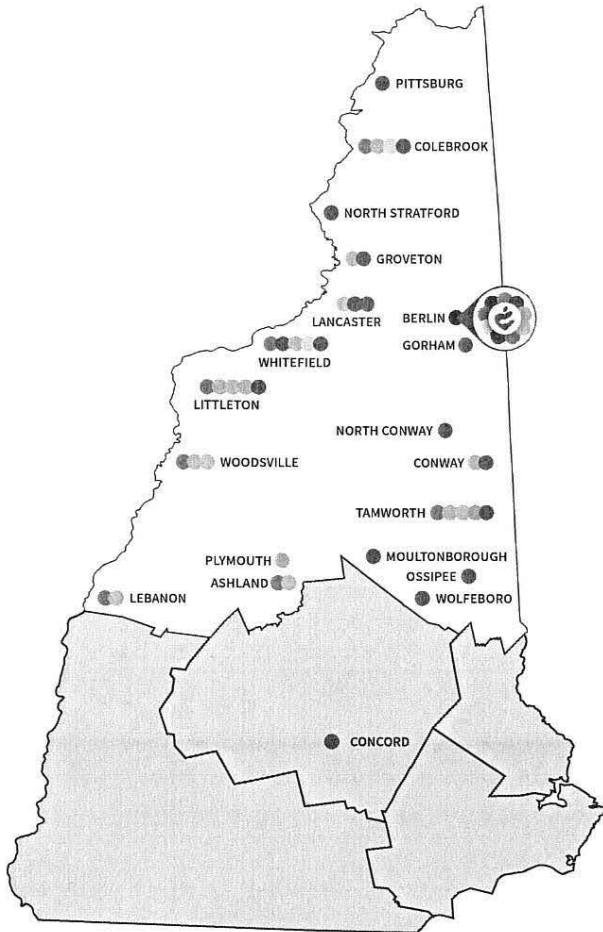 PITTSBURG
COLEBROOK
NORTH STRATFORD
GROVETON
LANCASTER
BERLIN
WHITEFIELD
GORHAM
LITTLETON
NORTH CONWAY
WOODSVILLE
CONWAY
TAMWORTH
PLYMOUTH
MOULTONBOROUGH
ASHLAND
OSSIPEE
LEBANON
WOLFEBORO
CONCORD